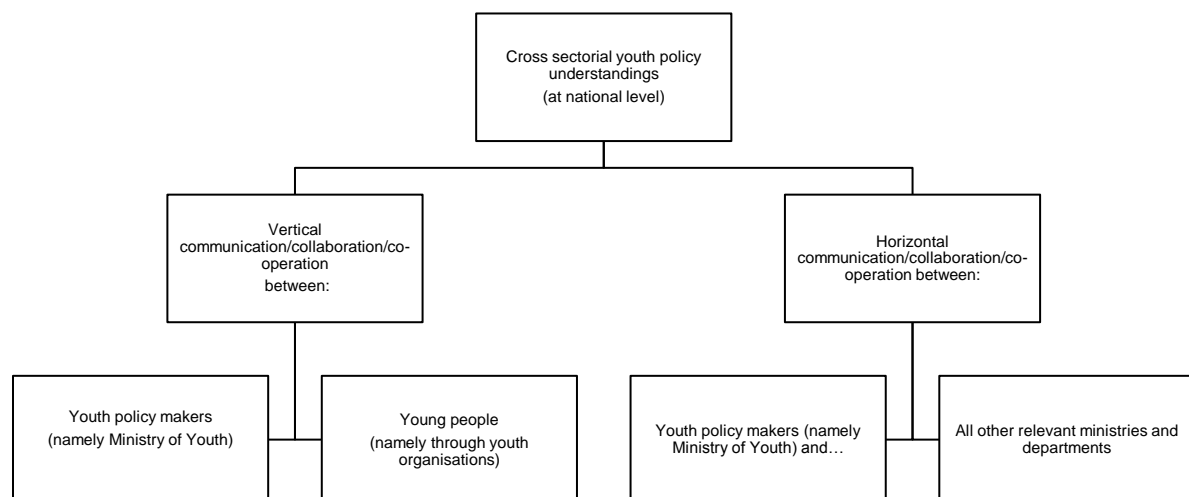 Cross sectorial youth policy
understandings
(at national level)
Vertical
communication/collaboration/co-
operation
between:
Horizontal
communication/collaboration/co-
operation between:
Youth policy makers
(namely Ministry of Youth)
Young people
(namely through youth
organisations)
Youth policy makers (namely
Ministry of Youth) and…
All other relevant ministries and
departments